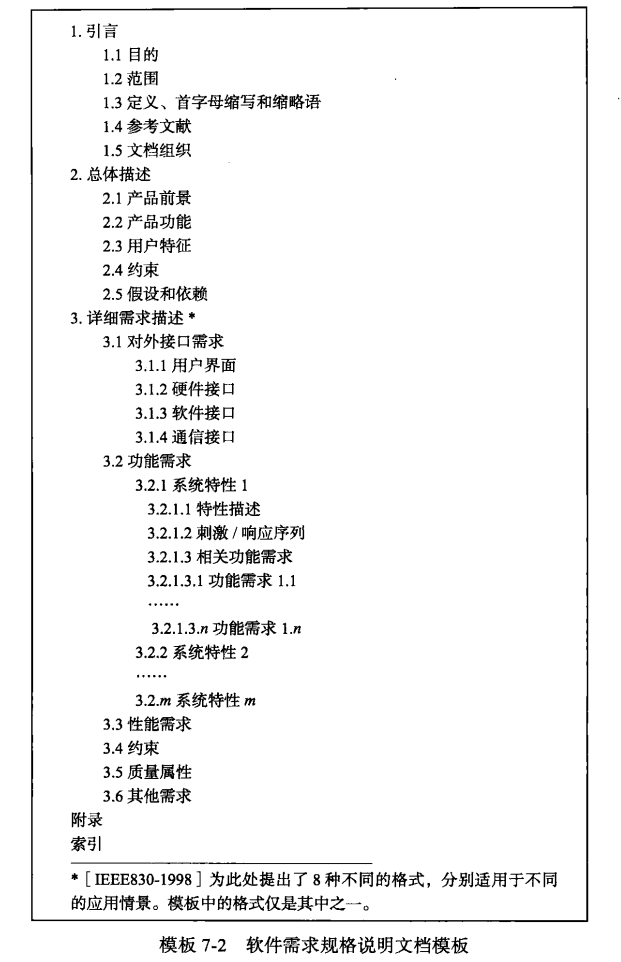 1. 引言
1.1 目的
1.2 范围
1.3 定义、首字母缩写和缩略语
1.4 参考文献
1.5 文档组织
2. 总体描述
2.1 产品前景
2.2 产品功能
2.3 用户特征
2.4 约束
2.5 假设和依赖
3. 详细需求描述 *
3.1 对外接口需求
3.1.1 用户界面
3.1.2 硬件接口
3.1.3 软件接口
3.1.4 通信接口
3.2 功能需求
3.2.1 系统特性 1
3.2.1.1 特性描述
3.2.1.2 刺激 / 响应序列
3.2.1.3 相关功能需求
3.2.1.3.1 功能需求 1.1
……
3.2.1.3.n 功能需求 1.n
3.2.2 系统特性 2
……
3.2.m 系统特性 m
3.3 性能需求
3.4 约束
3.5 质量属性
3.6 其他需求
附录
索引
* ［IEEE830-1998］为此处提出了 8 种不同的格式，分别适用于不同
的应用情景。模板中的格式仅是其中之一。
模板 7-2 软件需求规格说明文档模板